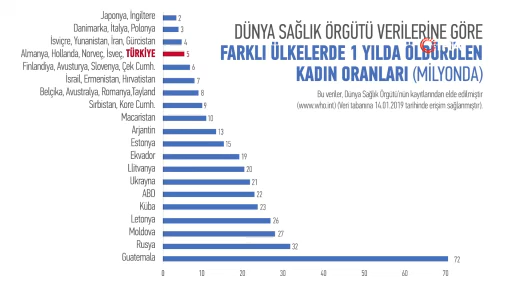 DÜNYA SAĞLIK ÖRGÜTÜ VERİLERİNE GÖRE
FARKLI ÜLKELERDE 1 YILDA ÖLDÜRÜLEN
KADIN ORANLARI (MİLYONDA)
Bu veriler, Dünya Sağlık Örgütü'nün kayıtlarından elde edilmiştir
(www.who.int) (Veri tabanına 14.01.2019 tarihinde erişim sağlanmıştır).
Japonya, İngiltere 2
Danimarka, İtalya, Polonya 3
İsviçre, Yunanistan, İran, Gürcistan 4
Almanya, Hollanda, Norveç, İsveç, TÜRKİYE 5
Finlandiya, Avusturya, Slovenya, Çek Cumh. 6
İsrail, Ermenistan, Hırvatistan 7
Belçika, Avustralya, Romanya,Tayland 8
Sırbistan, Kore Cumh. 9
Macaristan 10
Arjantin 13
Estonya 15
Ekvador 19
Llitvanya 20
Ukrayna 21
ABD 22
Küba 23
Letonya 26
Moldova 27
Rusya 32
Guatemala 72
0 10 20 30 40 50 60 70